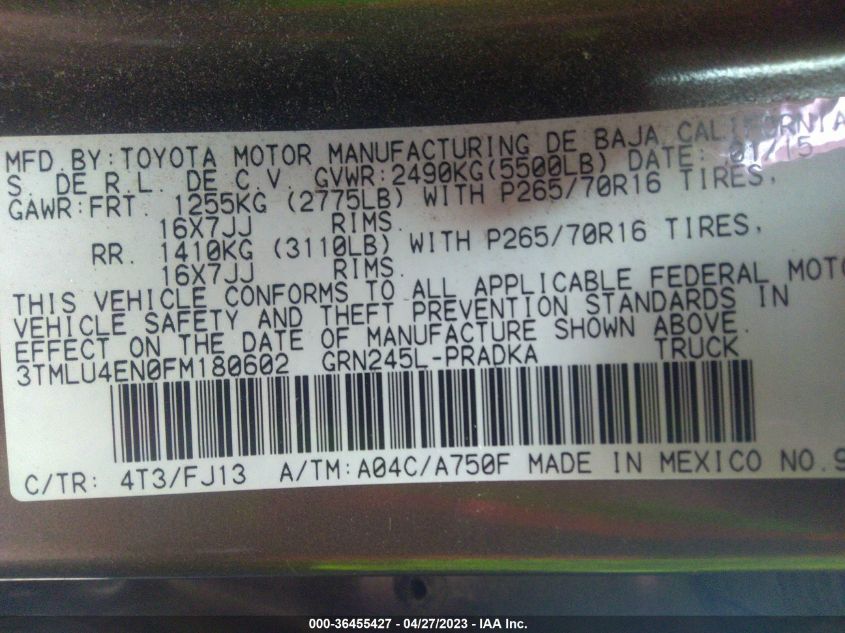 MFD.BY:TOYOTA MOTOR MANUFACTURING DE BAJA CALIFORNIA
S. DE R.L. DE C.V. GVWR:2490KG(5500LB) DATE: 01/15
GAWR:FRT. 1255KG (2775LB) WITH P265/70R16 TIRES,
16X7JJ RIMS.
RR. 1410KG (3110LB) WITH P265/70R16 TIRES,
16X7JJ RIMS.
THIS VEHICLE CONFORMS TO ALL APPLICABLE FEDERAL MOTO
VEHICLE SAFETY AND THEFT PREVENTION STANDARDS IN
EFFECT ON THE DATE OF MANUFACTURE SHOWN ABOVE.
3TMLU4EN0FM180602 GRN245L-PRADKA TRUCK
C/TR: 4T3/FJ13 A/TM:A04C/A750F MADE IN MEXICO NO.9
000-36455427 - 04/27/2023 - IAA Inc.